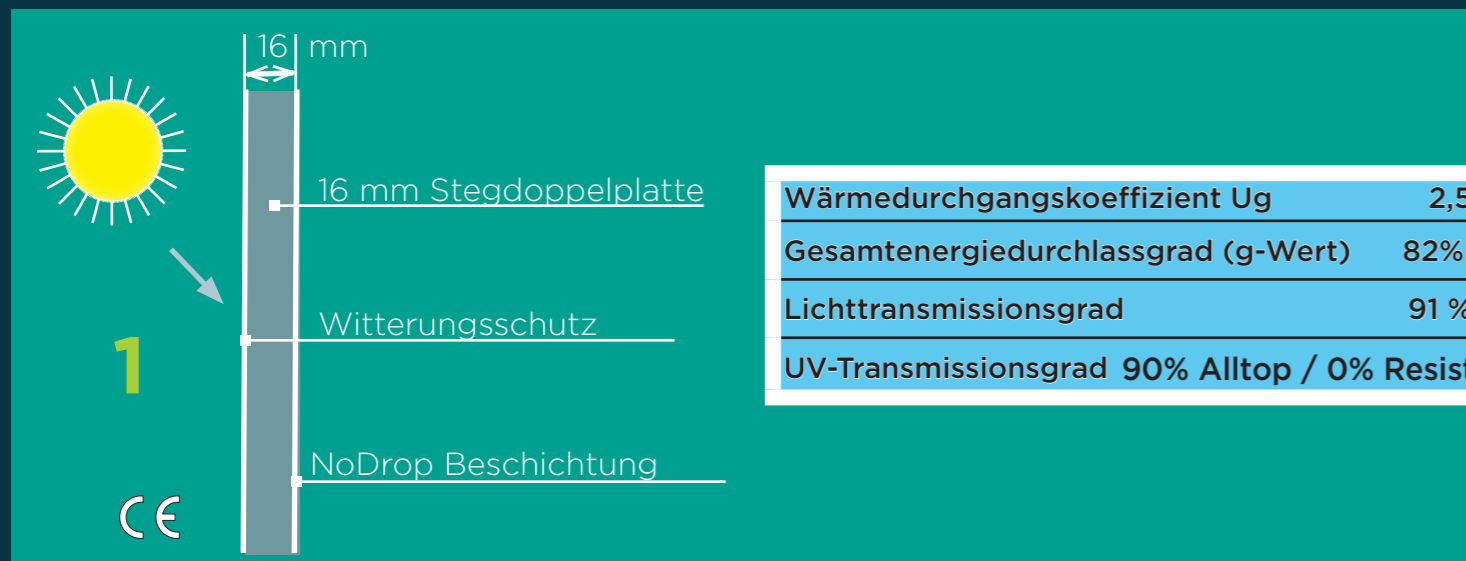 16 mm
16 mm Stegdoppelplatte
Witterungsschutz
1
NoDrop Beschichtung
CE
Wärmedurchgangskoeffizient Ug 2,5
Gesamtenergiedurchlassgrad (g-Wert) 82%
Lichttransmissionsgrad 91 %
UV-Transmissionsgrad 90% Alltop / 0% Resist